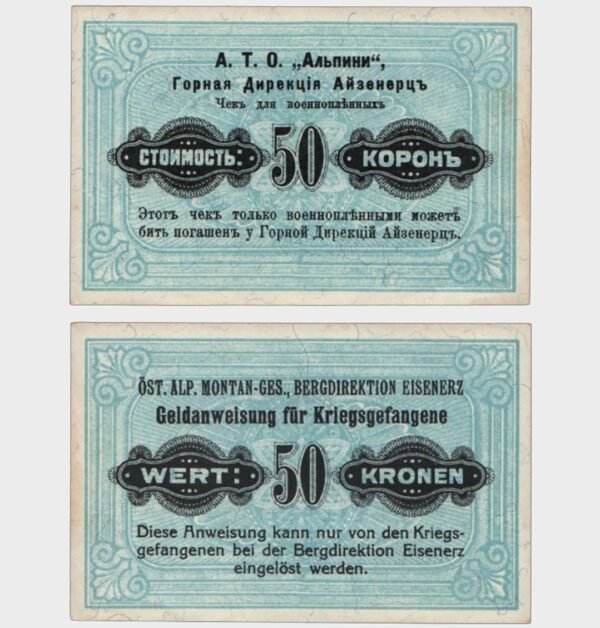 А. Т. О. „Альпини“,
Горная Дирекція Айзенерцъ
Чекъ для военноплѣнныхъ
СТОИМОСТЬ: 50 КОРОНЪ
Этотъ чекъ только военноплѣнными можетъ
бить погашенъ у Горной Дирекцій Айзенерцъ.
ÖST. ALP. MONTAN-GES., BERGDIREKTION EISENERZ
Geldanweisung für Kriegsgefangene
WERT: 50 KRONEN
Diese Anweisung kann nur von den Kriegs-
gefangenen bei der Bergdirektion Eisenerz
eingelöst werden.